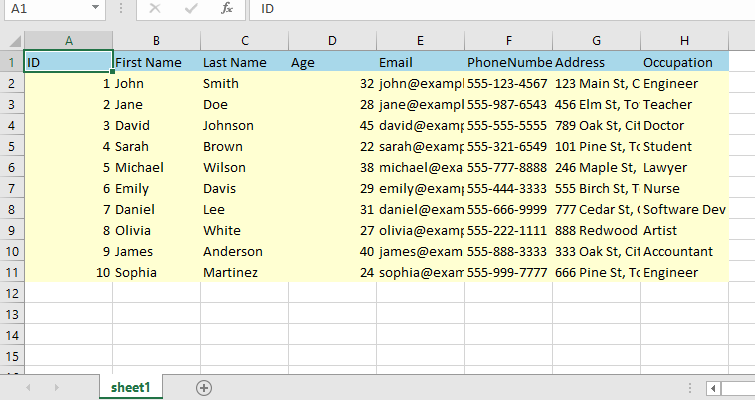 A1 ID
A B C D E F G H
1 ID First Name Last Name Age Email PhoneNumbe Address Occupation
2 1 John Smith 32 john@exampl 555-123-4567 123 Main St, C Engineer
3 2 Jane Doe 28 jane@examp 555-987-6543 456 Elm St, To Teacher
4 3 David Johnson 45 david@examp 555-555-5555 789 Oak St, Cit Doctor
5 4 Sarah Brown 22 sarah@examp 555-321-6549 101 Pine St, To Student
6 5 Michael Wilson 38 michael@exa 555-777-8888 246 Maple St, Lawyer
7 6 Emily Davis 29 emily@examp 555-444-3333 555 Birch St, T Nurse
8 7 Daniel Lee 31 daniel@exam 555-666-9999 777 Cedar St, Software Dev
9 8 Olivia White 27 olivia@examp 555-222-1111 888 Redwood Artist
10 9 James Anderson 40 james@exam 555-888-3333 333 Oak St, Cit Accountant
11 10 Sophia Martinez 24 sophia@exam 555-999-7777 666 Pine St, To Engineer
12
13
14
15
sheet1